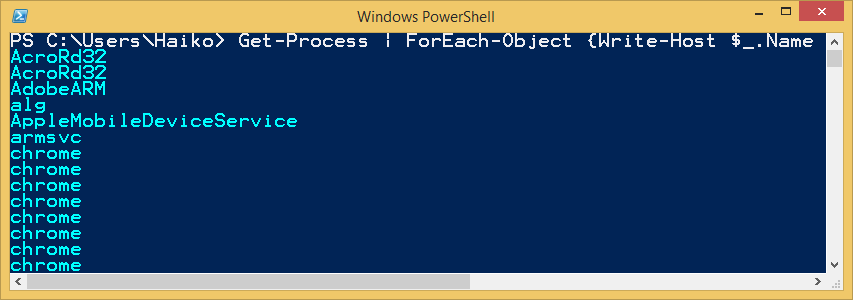 Windows PowerShell
PS C:\Users\Haiko> Get-Process | ForEach-Object {Write-Host $_.Name
AcroRd32
AcroRd32
AdobeARM
alg
AppleMobileDeviceService
armsvc
chrome
chrome
chrome
chrome
chrome
chrome
chrome
chrome